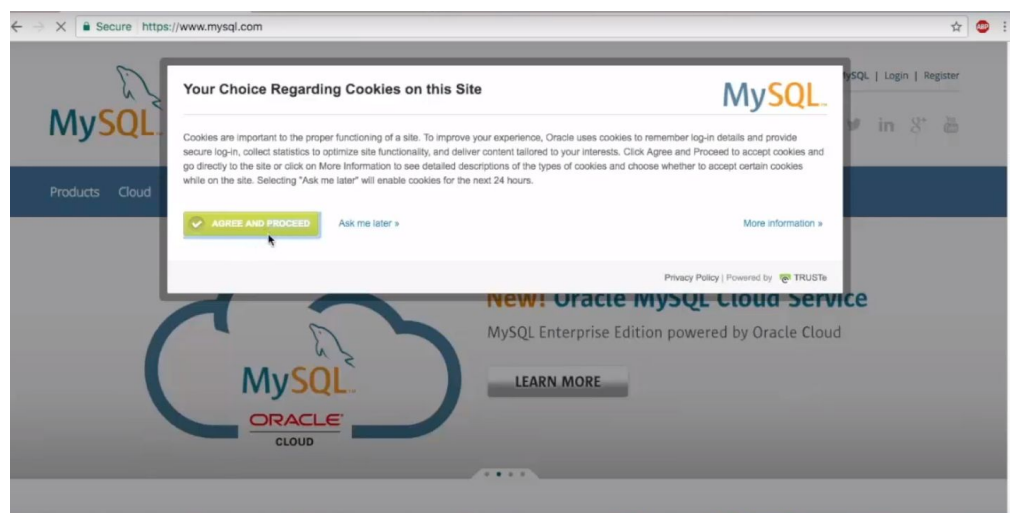 Secure https://www.mysql.com
ABP
MySQL
Your Choice Regarding Cookies on this Site
MySQL
MySQL | Login | Register
Cookies are important to the proper functioning of a site. To improve your experience, Oracle uses cookies to remember log-in details and provide
secure log-in, collect statistics to optimize site functionality, and deliver content tailored to your interests. Click Agree and Proceed to accept cookies and
go directly to the site or click on More Information to see detailed descriptions of the types of cookies and choose whether to accept certain cookies
while on the site. Selecting "Ask me later" will enable cookies for the next 24 hours.
Products Cloud
AGREE AND PROCEED Ask me later » More information »
Privacy Policy | Powered by TRUSTe
New! Oracle MySQL Cloud Service
MySQL Enterprise Edition powered by Oracle Cloud
MySQL
ORACLE
CLOUD
LEARN MORE